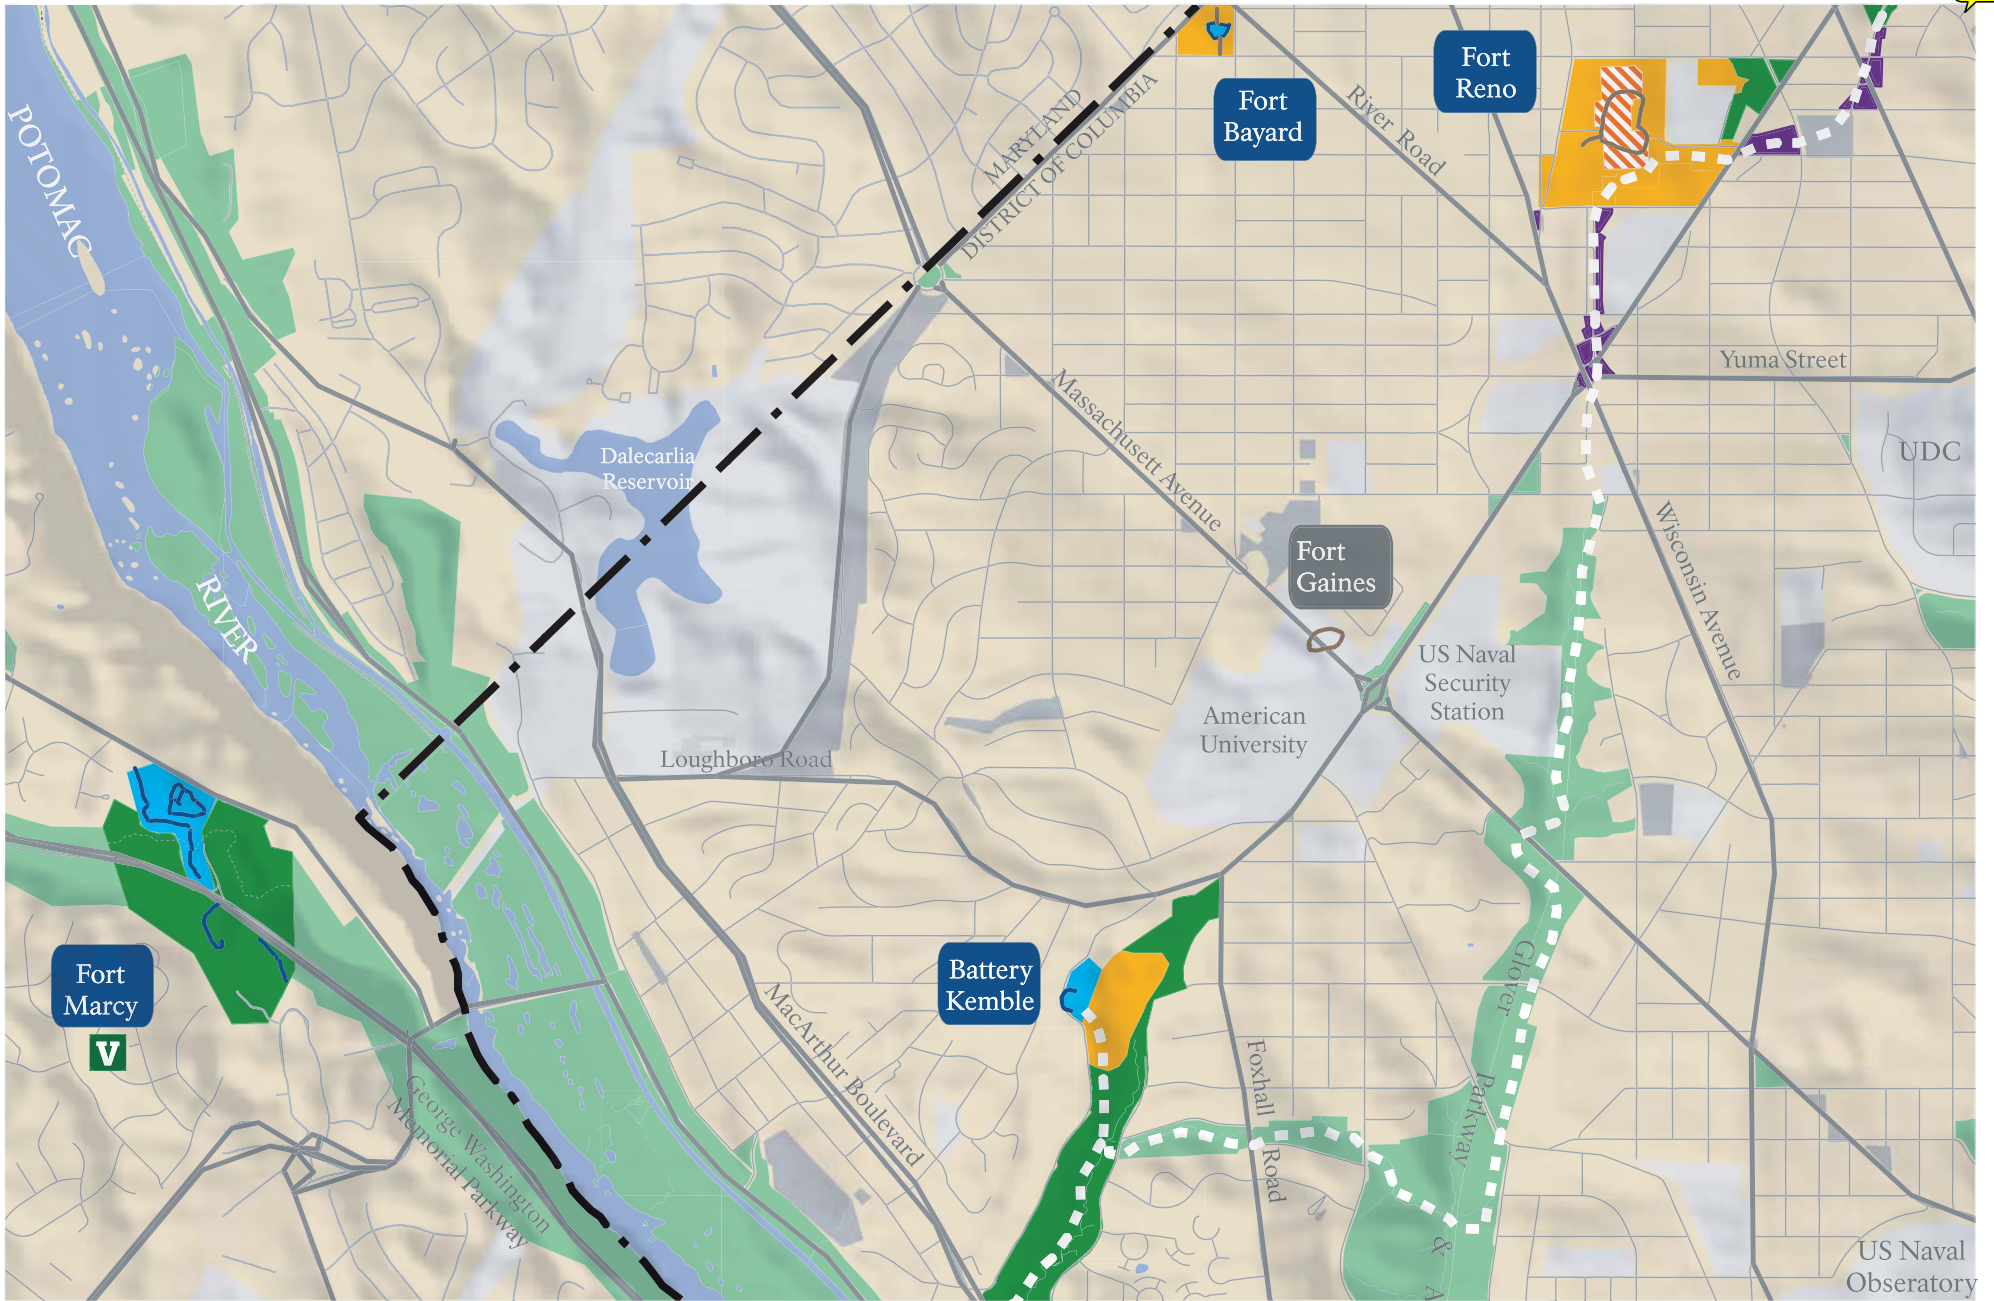 POTOMAC
RIVER
MARYLAND
DISTRICT OF COLUMBIA
Fort
Bayard
River Road
Fort
Reno
Yuma Street
UDC
Massachusett Avenue
Dalecarlia
Reservoir
Fort
Gaines
Wisconsin Avenue
US Naval
Security
Station
American
University
Loughboro Road
Fort
Marcy
V
Battery
Kemble
MacArthur Boulevard
Foxhall
Road
Glover
Parkway
&
A
George Washington
Memorial Parkway
US Naval
Observatory